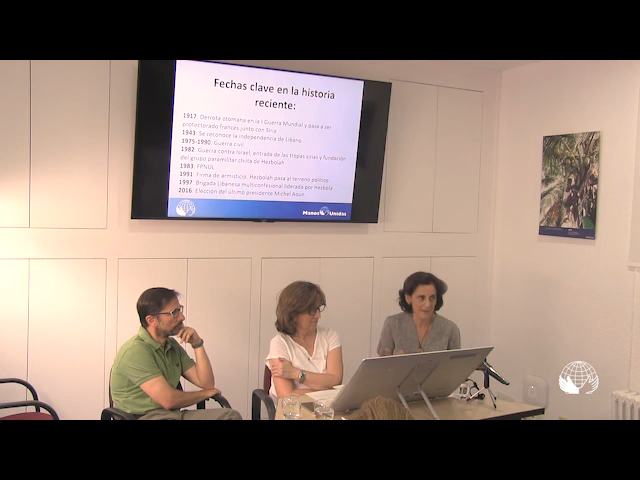 Fechas clave en la historia
reciente:
1917: Derrota otomana en la I Guerra Mundial y pasa a ser
protectorado francés junto con Siria
1943: Se reconoce la independencia de Líbano
1975-1990: Guerra civil
1982: Guerra contra Israel, entrada de las tropas sirias y fundación
del grupo paramilitar chiita de Hezbolah
1983: FPNUL
1991: Firma de armisticio. Hezbolah pasa al terreno político
1997: Brigada Libanesa multiconfesional liderada por Hezbola
2016: Elección del último presidente Michel Aoun
Manos Unidas